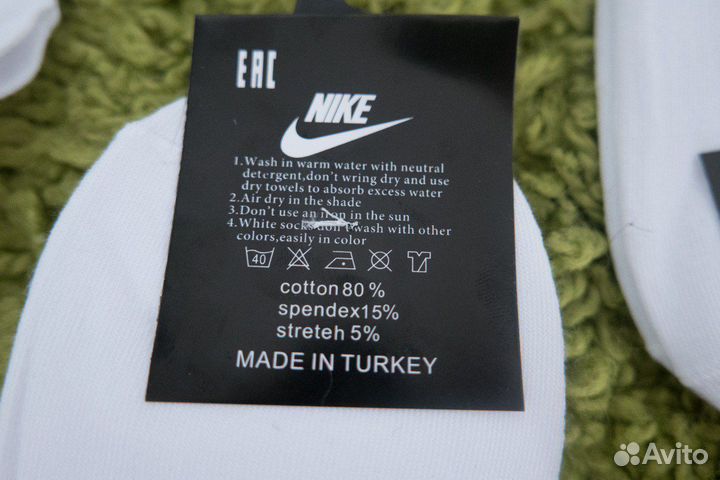 EAC
NIKE
1.Wash in warm water with neutral
detergent,don't wring dry and use
dry towels to absorb excess water
2.Air dry in the shade
3.Don't use an iron in the sun
4.White socks don't wash with other
colors,easily in color
40
cotton 80 %
spendex15%
streteh 5%
MADE IN TURKEY
Avito